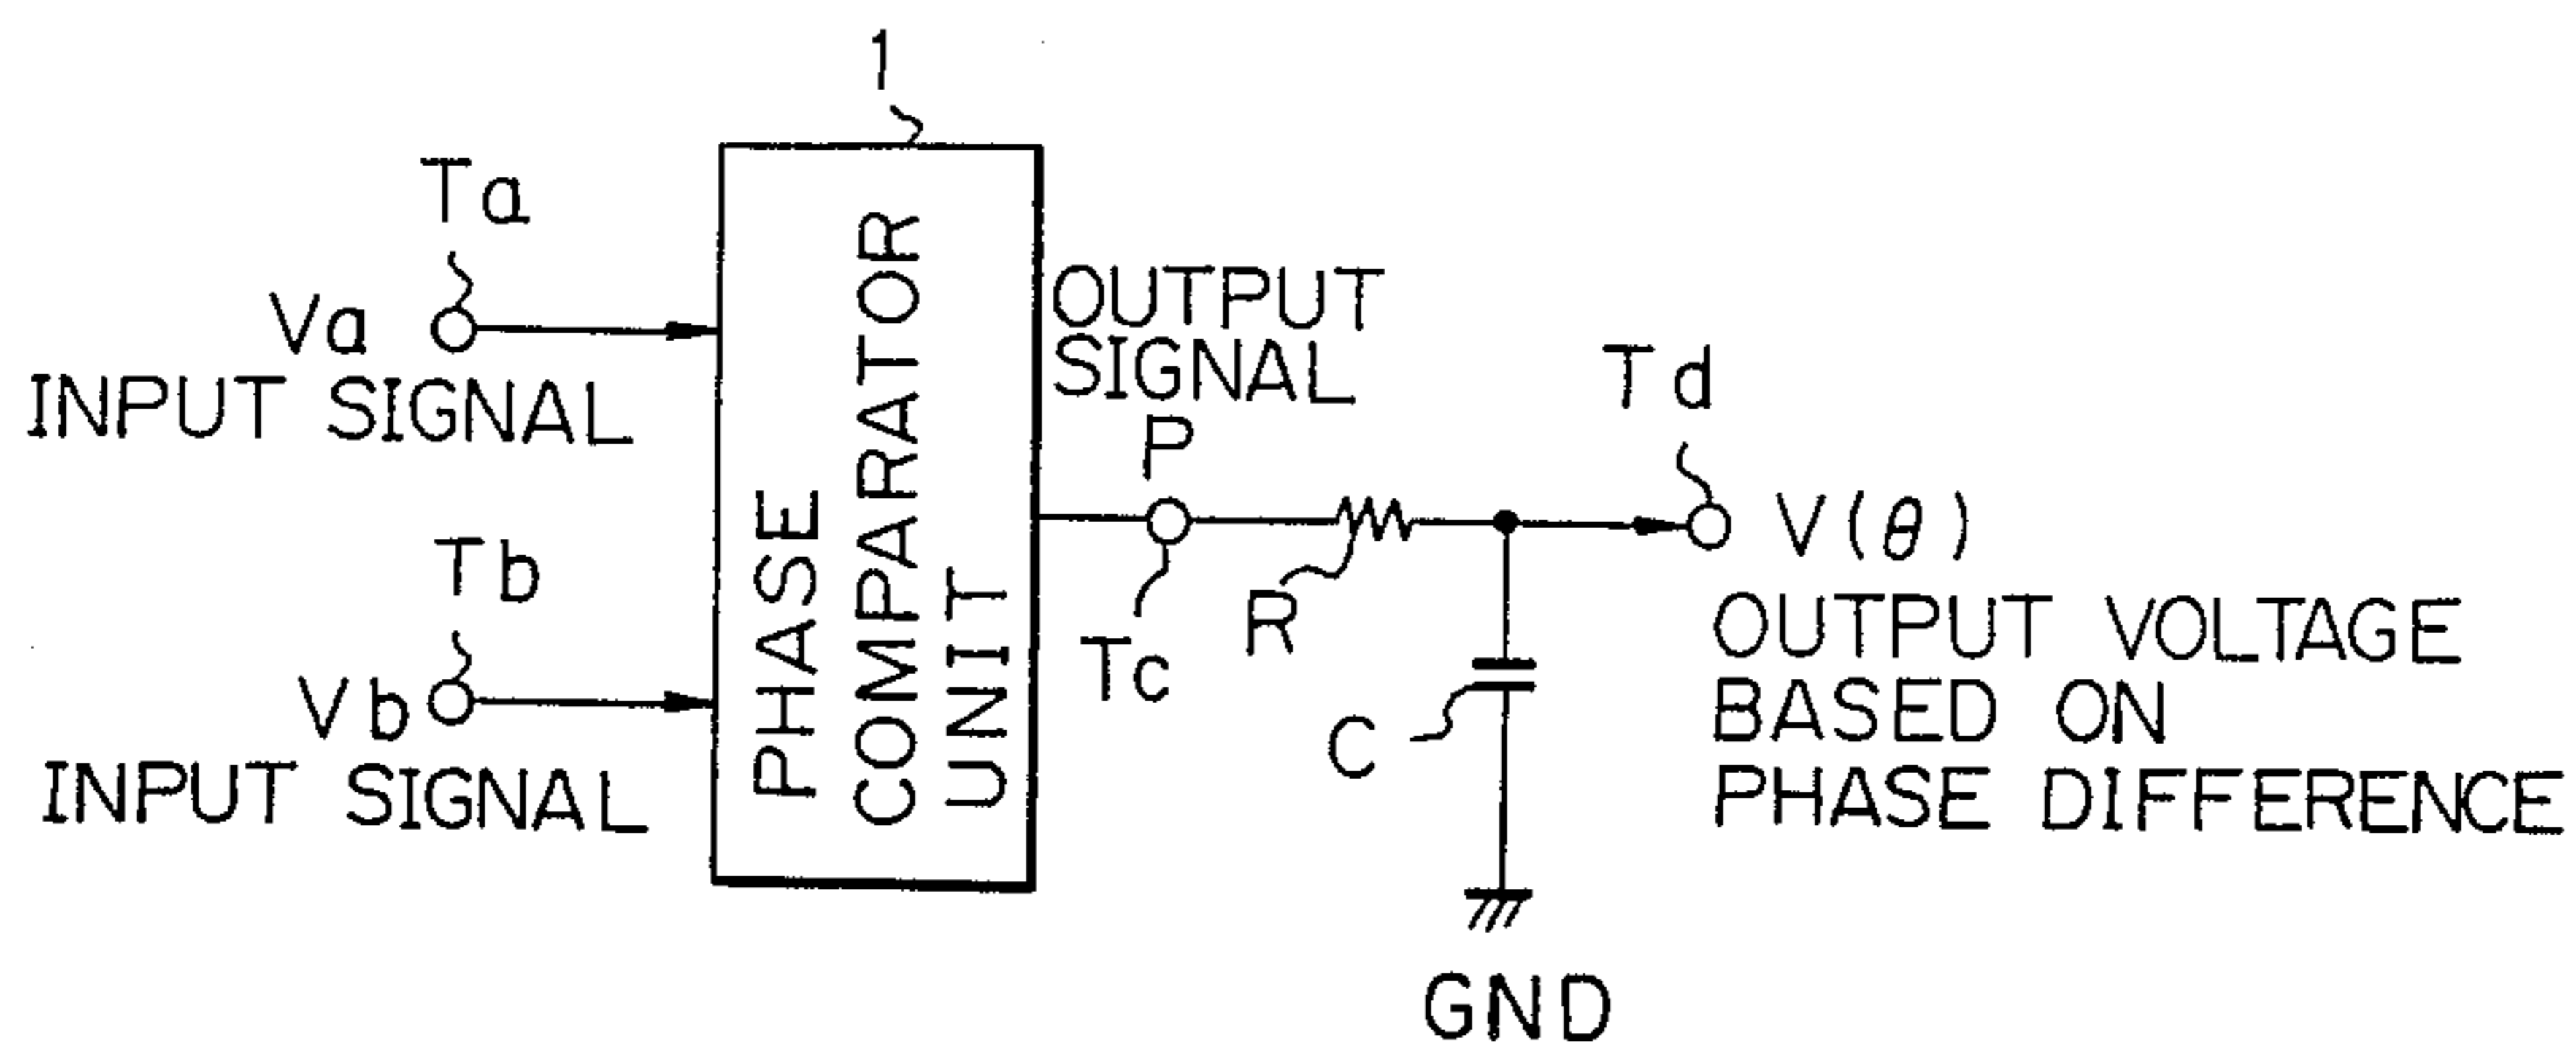 1
Ta
Va
INPUT SIGNAL
Tb
Vb
INPUT SIGNAL
PHASE
COMPARATOR
UNIT
OUTPUT
SIGNAL
P
Tc
R
C
GND
Td
V(θ)
OUTPUT VOLTAGE
BASED ON
PHASE DIFFERENCE